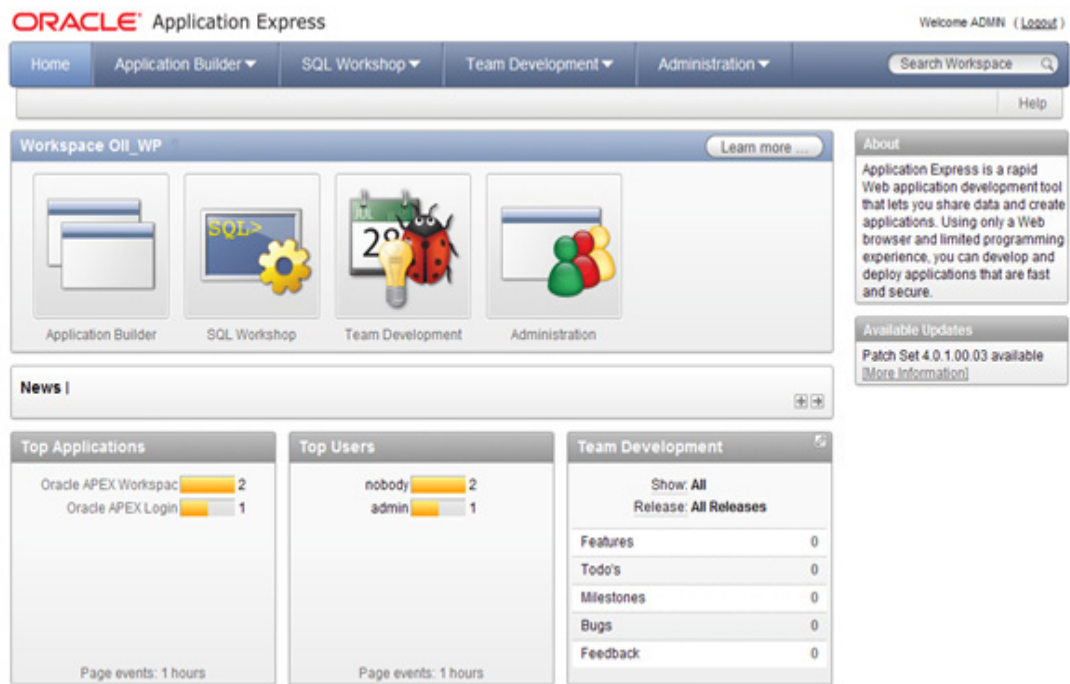 ORACLE Application Express
Welcome ADMIN ( Logout )
Home
Application Builder
SQL Workshop
Team Development
Administration
Search Workspace
Help
Workspace OII_WP
Learn more ...
SQL>
JUL
28
Application Builder
SQL Workshop
Team Development
Administration
About
Application Express is a rapid
Web application development tool
that lets you share data and create
applications. Using only a Web
browser and limited programming
experience, you can develop and
deploy applications that are fast
and secure.
Available Updates
Patch Set 4.0.1.00.03 available
[More Information]
News |
Top Applications
Oracle APEX Workspac 2
Oracle APEX Login 1
Page events: 1 hours
Top Users
nobody 2
admin 1
Page events: 1 hours
Team Development
Show: All
Release: All Releases
Features 0
Todo's 0
Milestones 0
Bugs 0
Feedback 0